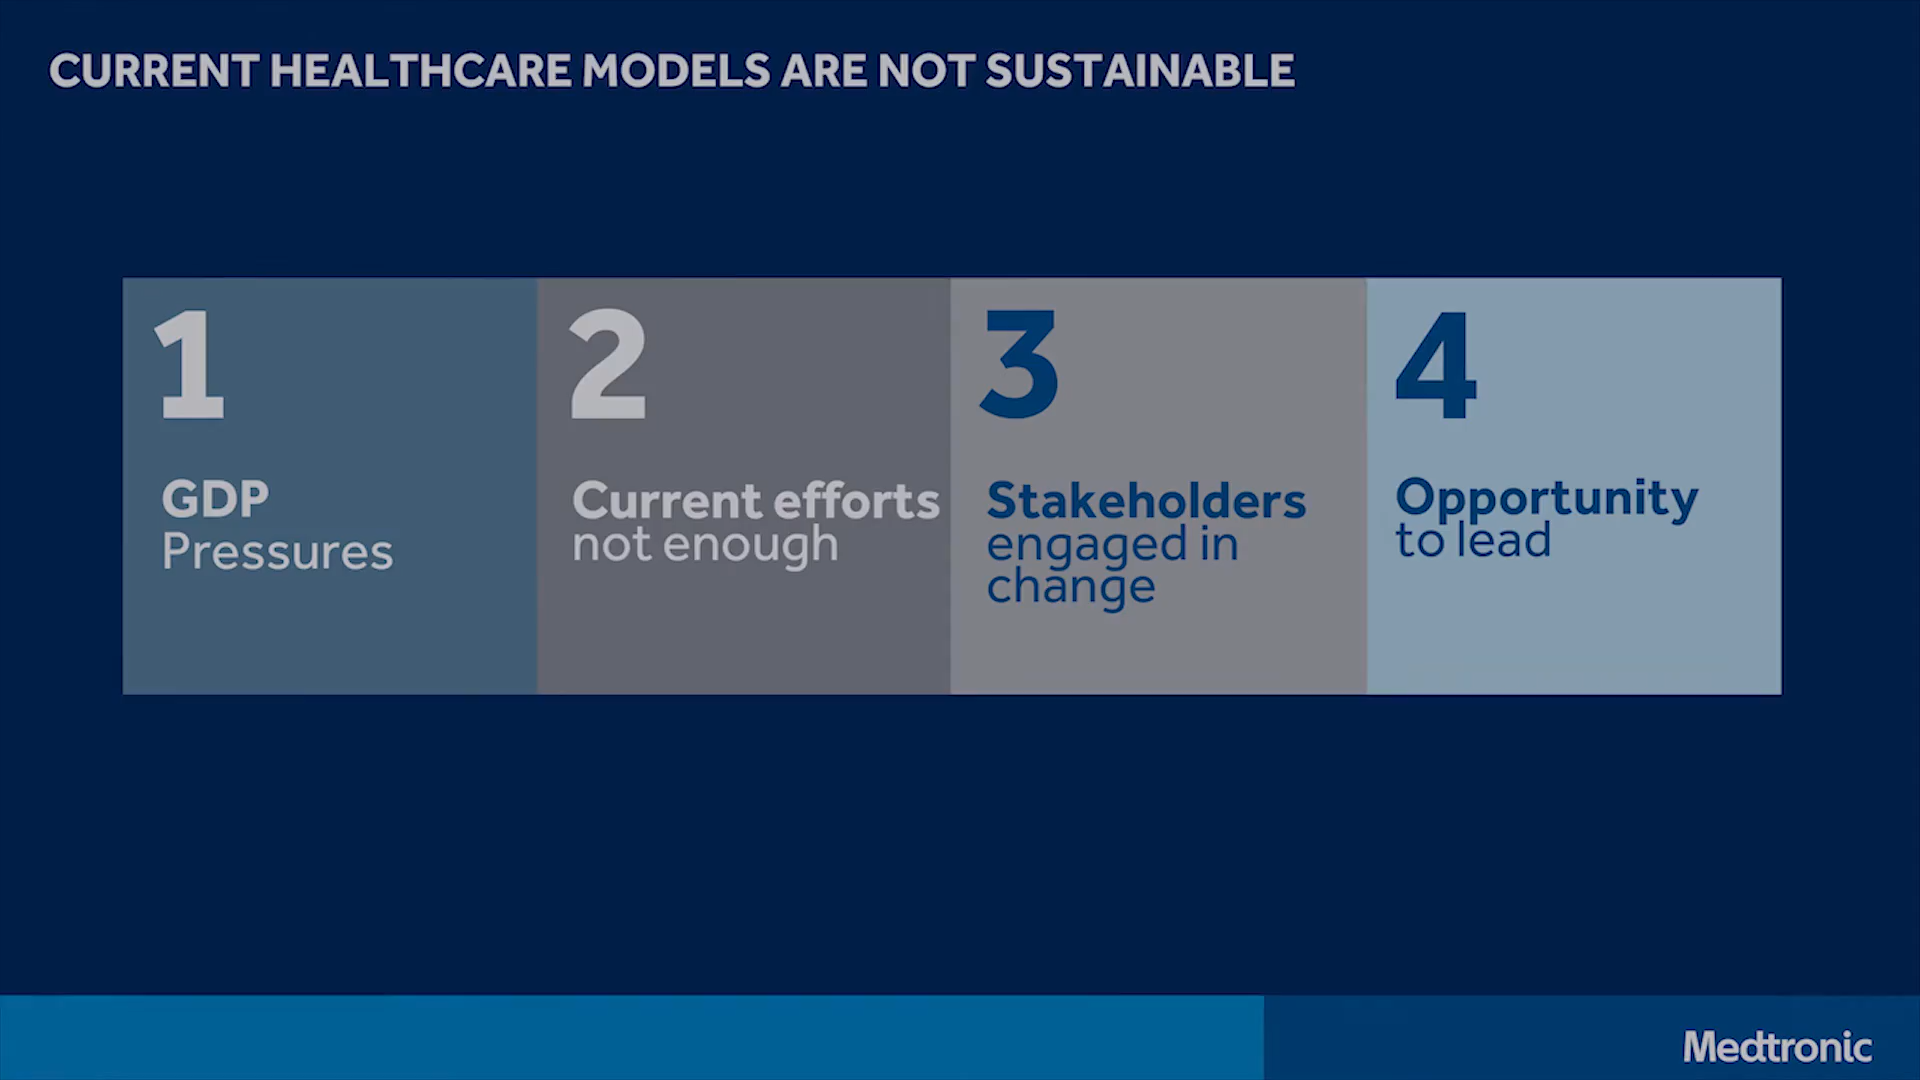 CURRENT HEALTHCARE MODELS ARE NOT SUSTAINABLE
1
GDP
Pressures
2
Current efforts
not enough
3
Stakeholders
engaged in
change
4
Opportunity
to lead
Medtronic